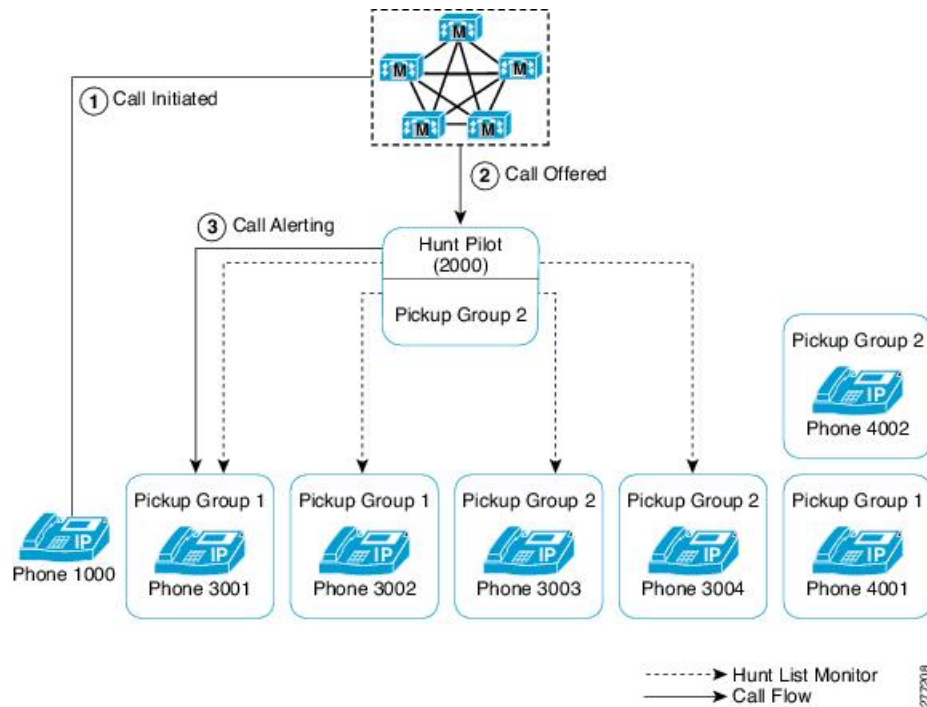 M
M
M
M
M
1 Call Initiated
2 Call Offered
3 Call Alerting
Hunt Pilot
(2000)
Pickup Group 2
Pickup Group 2
IP
Phone 4002
Pickup Group 1
IP
Phone 3001
Pickup Group 1
IP
Phone 3002
Pickup Group 2
IP
Phone 3003
Pickup Group 2
IP
Phone 3004
Pickup Group 1
IP
Phone 4001
IP
Phone 1000
Hunt List Monitor
Call Flow
277208